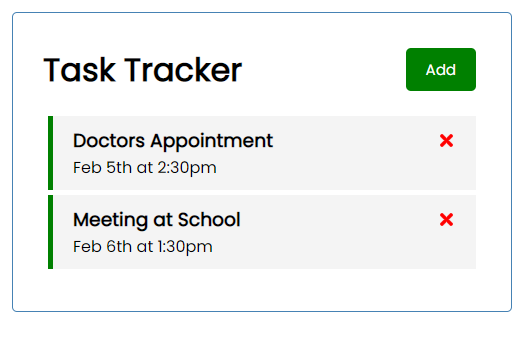 Task Tracker
Add
Doctors Appointment
Feb 5th at 2:30pm
Meeting at School
Feb 6th at 1:30pm